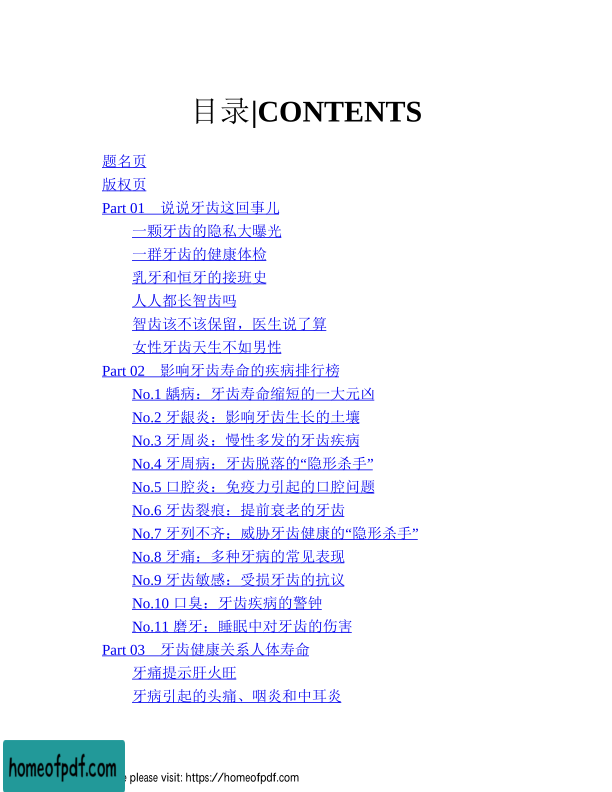 目录|CONTENTS
题名页
版权页
Part 01 说说牙齿这回事儿
一颗牙齿的隐私大曝光
一群牙齿的健康体检
乳牙和恒牙的接班史
人人都长智齿吗
智齿该不该保留，医生说了算
女性牙齿天生不如男性
Part 02 影响牙齿寿命的疾病排行榜
No.1 龋病：牙齿寿命缩短的一大元凶
No.2 牙龈炎：影响牙齿生长的土壤
No.3 牙周炎：慢性多发的牙齿疾病
No.4 牙周病：牙齿脱落的“隐形杀手”
No.5 口腔炎：免疫力引起的口腔问题
No.6 牙齿裂痕：提前衰老的牙齿
No.7 牙列不齐：威胁牙齿健康的“隐形杀手”
No.8 牙痛：多种牙病的常见表现
No.9 牙齿敏感：受损牙齿的抗议
No.10 口臭：牙齿疾病的警钟
No.11 磨牙：睡眠中对牙齿的伤害
Part 03 牙齿健康关系人体寿命
牙痛提示肝火旺
牙病引起的头痛、咽炎和中耳炎
homeofpdf.com
please visit: https://homeofpdf.com